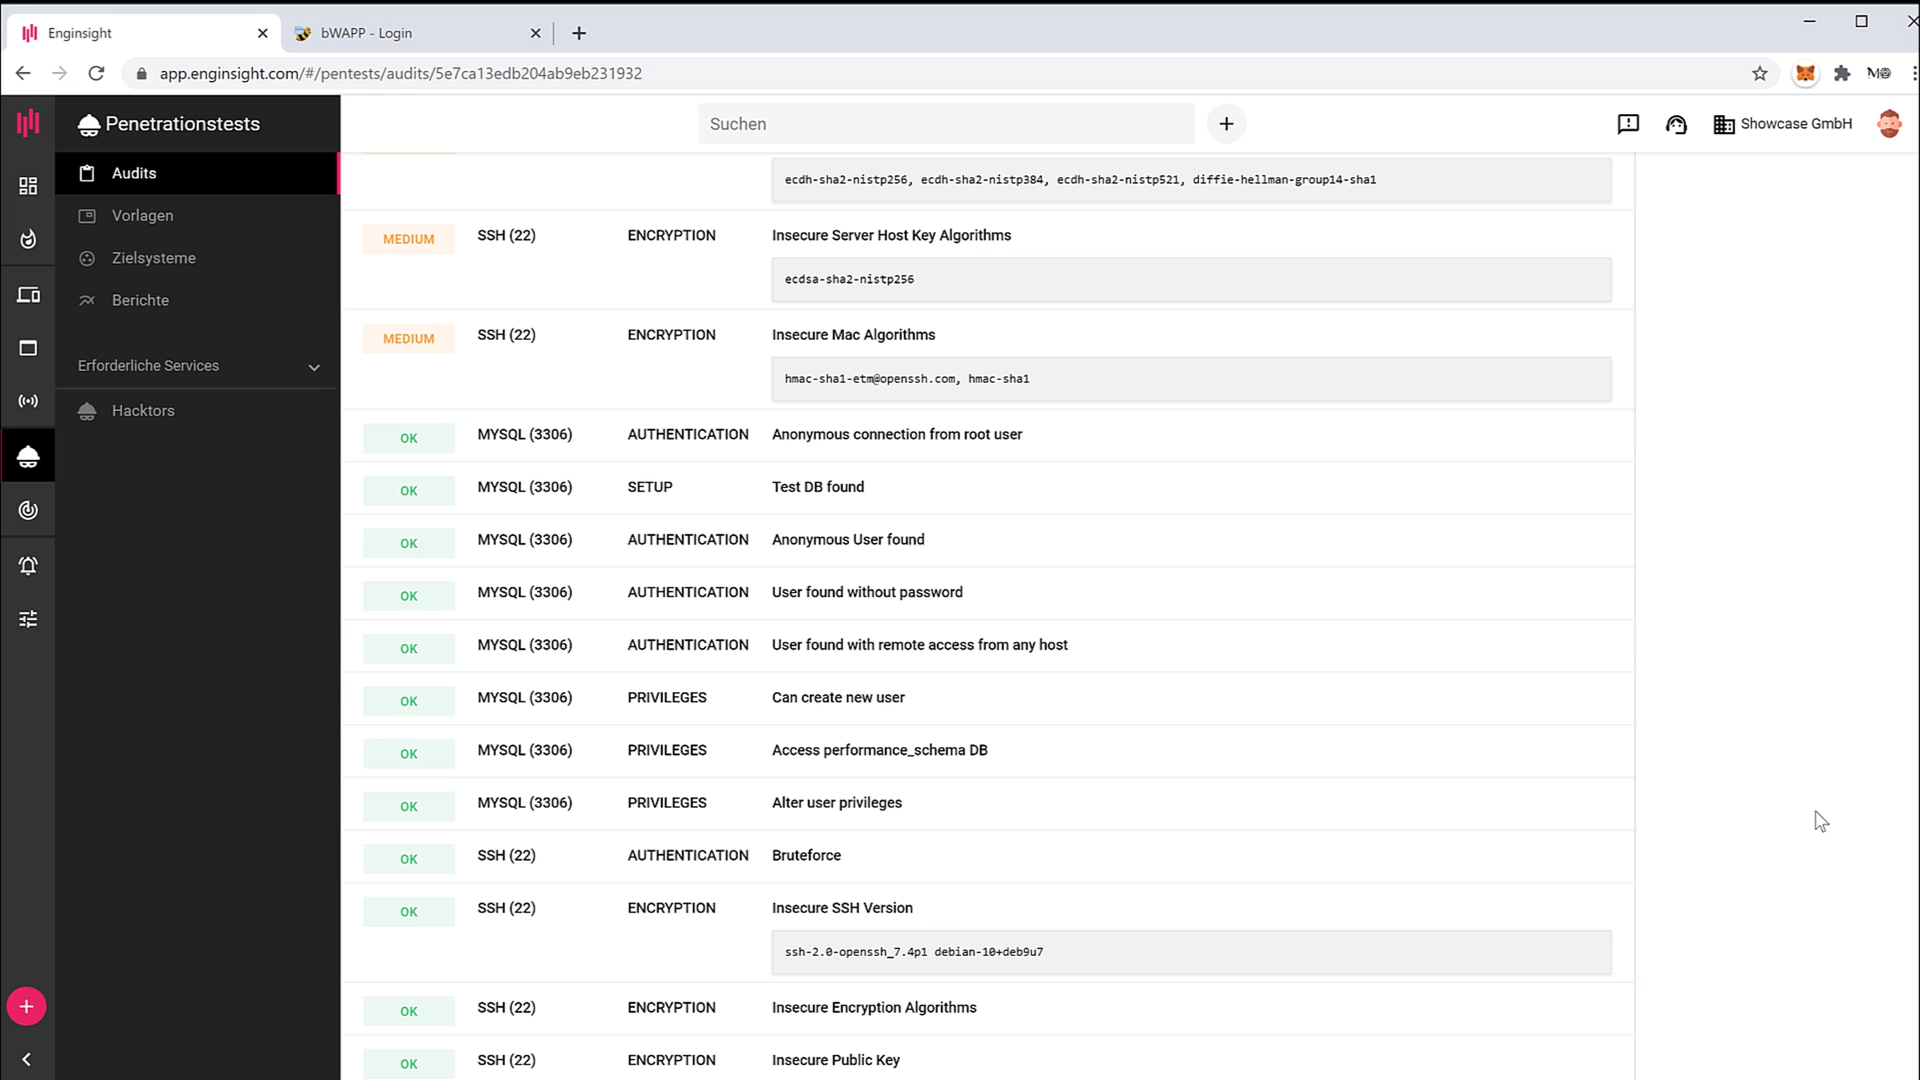 Enginsight
bWAPP - Login
app.enginsight.com/#/pentests/audits/5e7ca13edb204ab9eb231932
Penetrationstests
Suchen
Showcase GmbH
Audits
Vorlagen
Zielsysteme
Berichte
Erforderliche Services
Hacktors
ecdh-sha2-nistp256, ecdh-sha2-nistp384, ecdh-sha2-nistp521, diffie-hellman-group14-sha1
MEDIUM SSH (22) ENCRYPTION Insecure Server Host Key Algorithms
ecdsa-sha2-nistp256
MEDIUM SSH (22) ENCRYPTION Insecure Mac Algorithms
hmac-sha1-etm@openssh.com, hmac-sha1
OK MYSQL (3306) AUTHENTICATION Anonymous connection from root user
OK MYSQL (3306) SETUP Test DB found
OK MYSQL (3306) AUTHENTICATION Anonymous User found
OK MYSQL (3306) AUTHENTICATION User found without password
OK MYSQL (3306) AUTHENTICATION User found with remote access from any host
OK MYSQL (3306) PRIVILEGES Can create new user
OK MYSQL (3306) PRIVILEGES Access performance_schema DB
OK MYSQL (3306) PRIVILEGES Alter user privileges
OK SSH (22) AUTHENTICATION Bruteforce
OK SSH (22) ENCRYPTION Insecure SSH Version
ssh-2.0-openssh_7.4p1 debian-10+deb9u7
OK SSH (22) ENCRYPTION Insecure Encryption Algorithms
OK SSH (22) ENCRYPTION Insecure Public Key